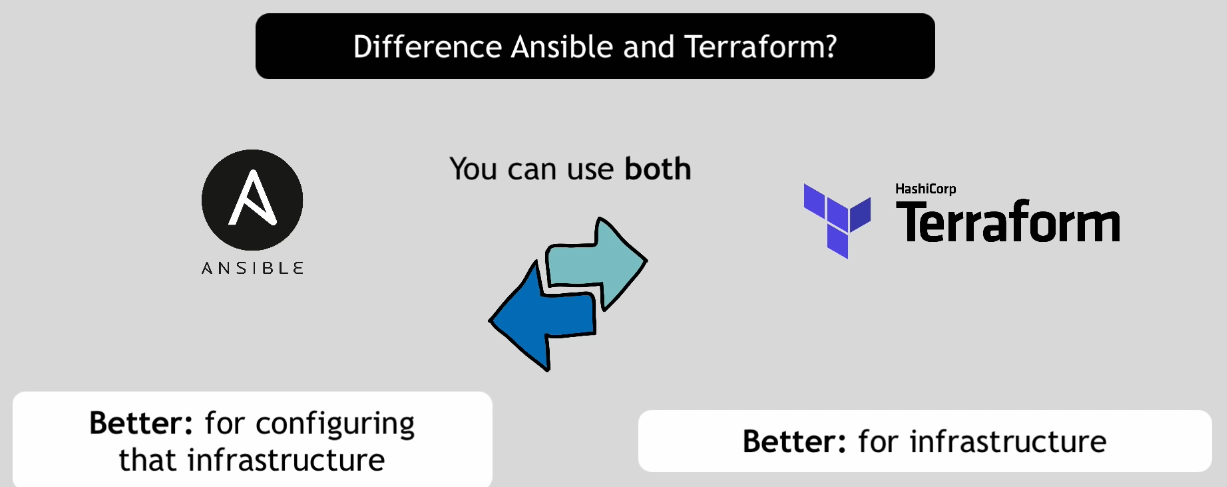 Difference Ansible and Terraform?
You can use both
ANSIBLE
HashiCorp
Terraform
Better: for configuring
that infrastructure
Better: for infrastructure